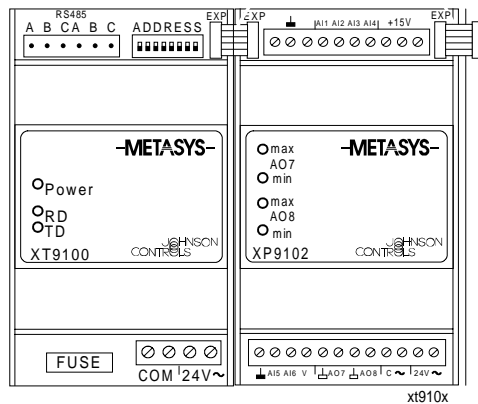 RS485
A B C A B C
ADDRESS
EXP
EXP
AI1 AI2 AI3 AI4
+15V
EXP
METASYS
Power
RD
TD
XT9100
JOHNSON
CONTROLS
max
AO7
min
max
AO8
min
METASYS
XP9102
JOHNSON
CONTROLS
FUSE
COM 24V~
AI5 AI6 V AO7 AO8 C ~ 24V~
xt910x